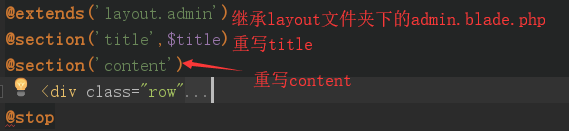 @extends('layout.admin')继承layout文件夹下的admin.blade.php
@section('title',$title)重写title
@section('content')
重写content
<div class="row"...
@stop